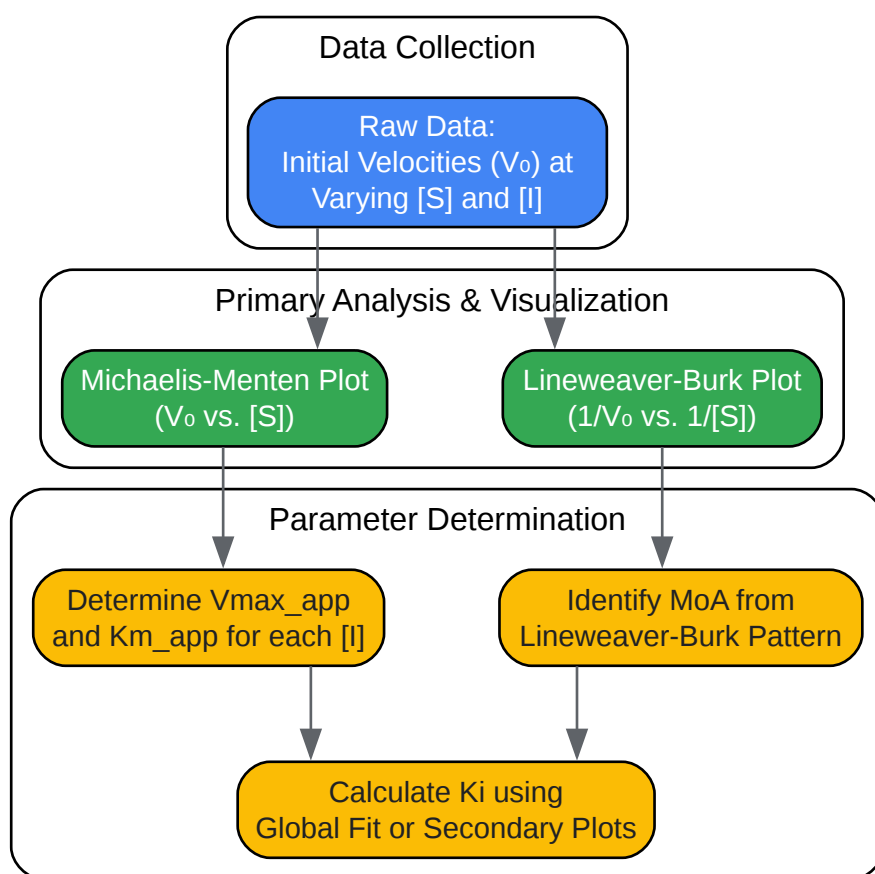 Data Collection
Raw Data:
Initial Velocities (V₀) at
Varying [S] and [I]
Primary Analysis & Visualization
Michaelis-Menten Plot
(V₀ vs. [S])
Lineweaver-Burk Plot
(1/V₀ vs. 1/[S])
Parameter Determination
Determine Vmax_app
and Km_app for each [I]
Identify MoA from
Lineweaver-Burk Pattern
Calculate Ki using
Global Fit or Secondary Plots